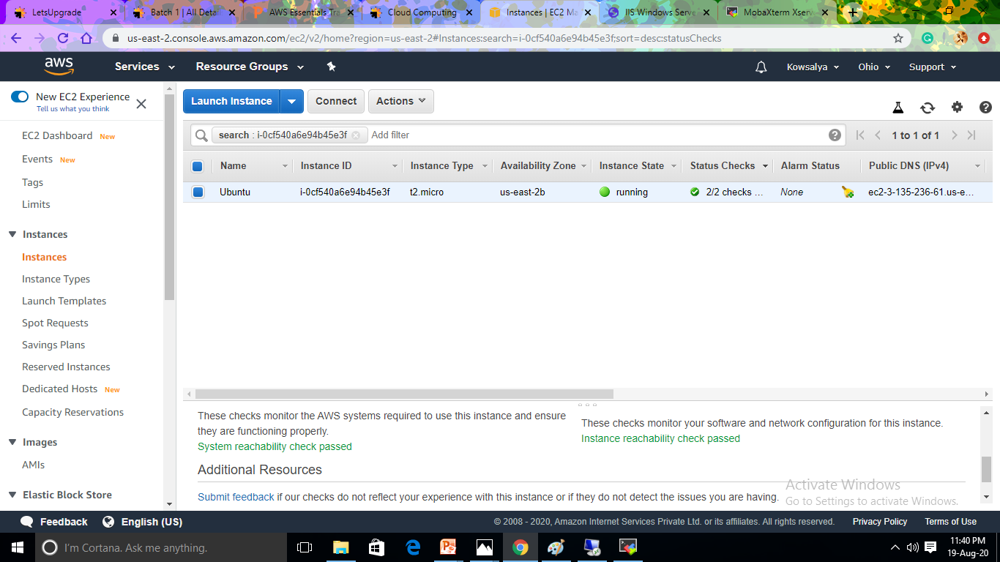 LetsUpgrade
Batch 1 | All Detail
AWS Essentials Tra
Cloud Computing
Instances | EC2 Ma
IIS Windows Serve
MobaXterm Xserv
us-east-2.console.aws.amazon.com/ec2/v2/home?region=us-east-2#Instances:search=i-0cf540a6e94b45e3f;sort=desc:statusChecks
aws Services Resource Groups Kowsalya Ohio Support
New EC2 Experience
Tell us what you think
EC2 Dashboard New
Events New
Tags
Limits
Instances
Instances
Instance Types
Launch Templates
Spot Requests
Savings Plans
Reserved Instances
Dedicated Hosts New
Capacity Reservations
Images
AMIs
Elastic Block Store
Launch Instance Connect Actions
search : i-0cf540a6e94b45e3f Add filter 1 to 1 of 1
Name Instance ID Instance Type Availability Zone Instance State Status Checks Alarm Status Public DNS (IPv4)
Ubuntu i-0cf540a6e94b45e3f t2.micro us-east-2b running 2/2 checks ... None ec2-3-135-236-61.us-e...
These checks monitor the AWS systems required to use this instance and ensure
they are functioning properly.
System reachability check passed
These checks monitor your software and network configuration for this instance.
Instance reachability check passed
Additional Resources
Submit feedback if our checks do not reflect your experience with this instance or if they do not detect the issues you are having.
Activate Windows
Go to Settings to activate Windows.
Feedback English (US) © 2008 - 2020, Amazon Internet Services Private Ltd. or its affiliates. All rights reserved. Privacy Policy Terms of Use
I'm Cortana. Ask me anything.
11:40 PM
19-Aug-20